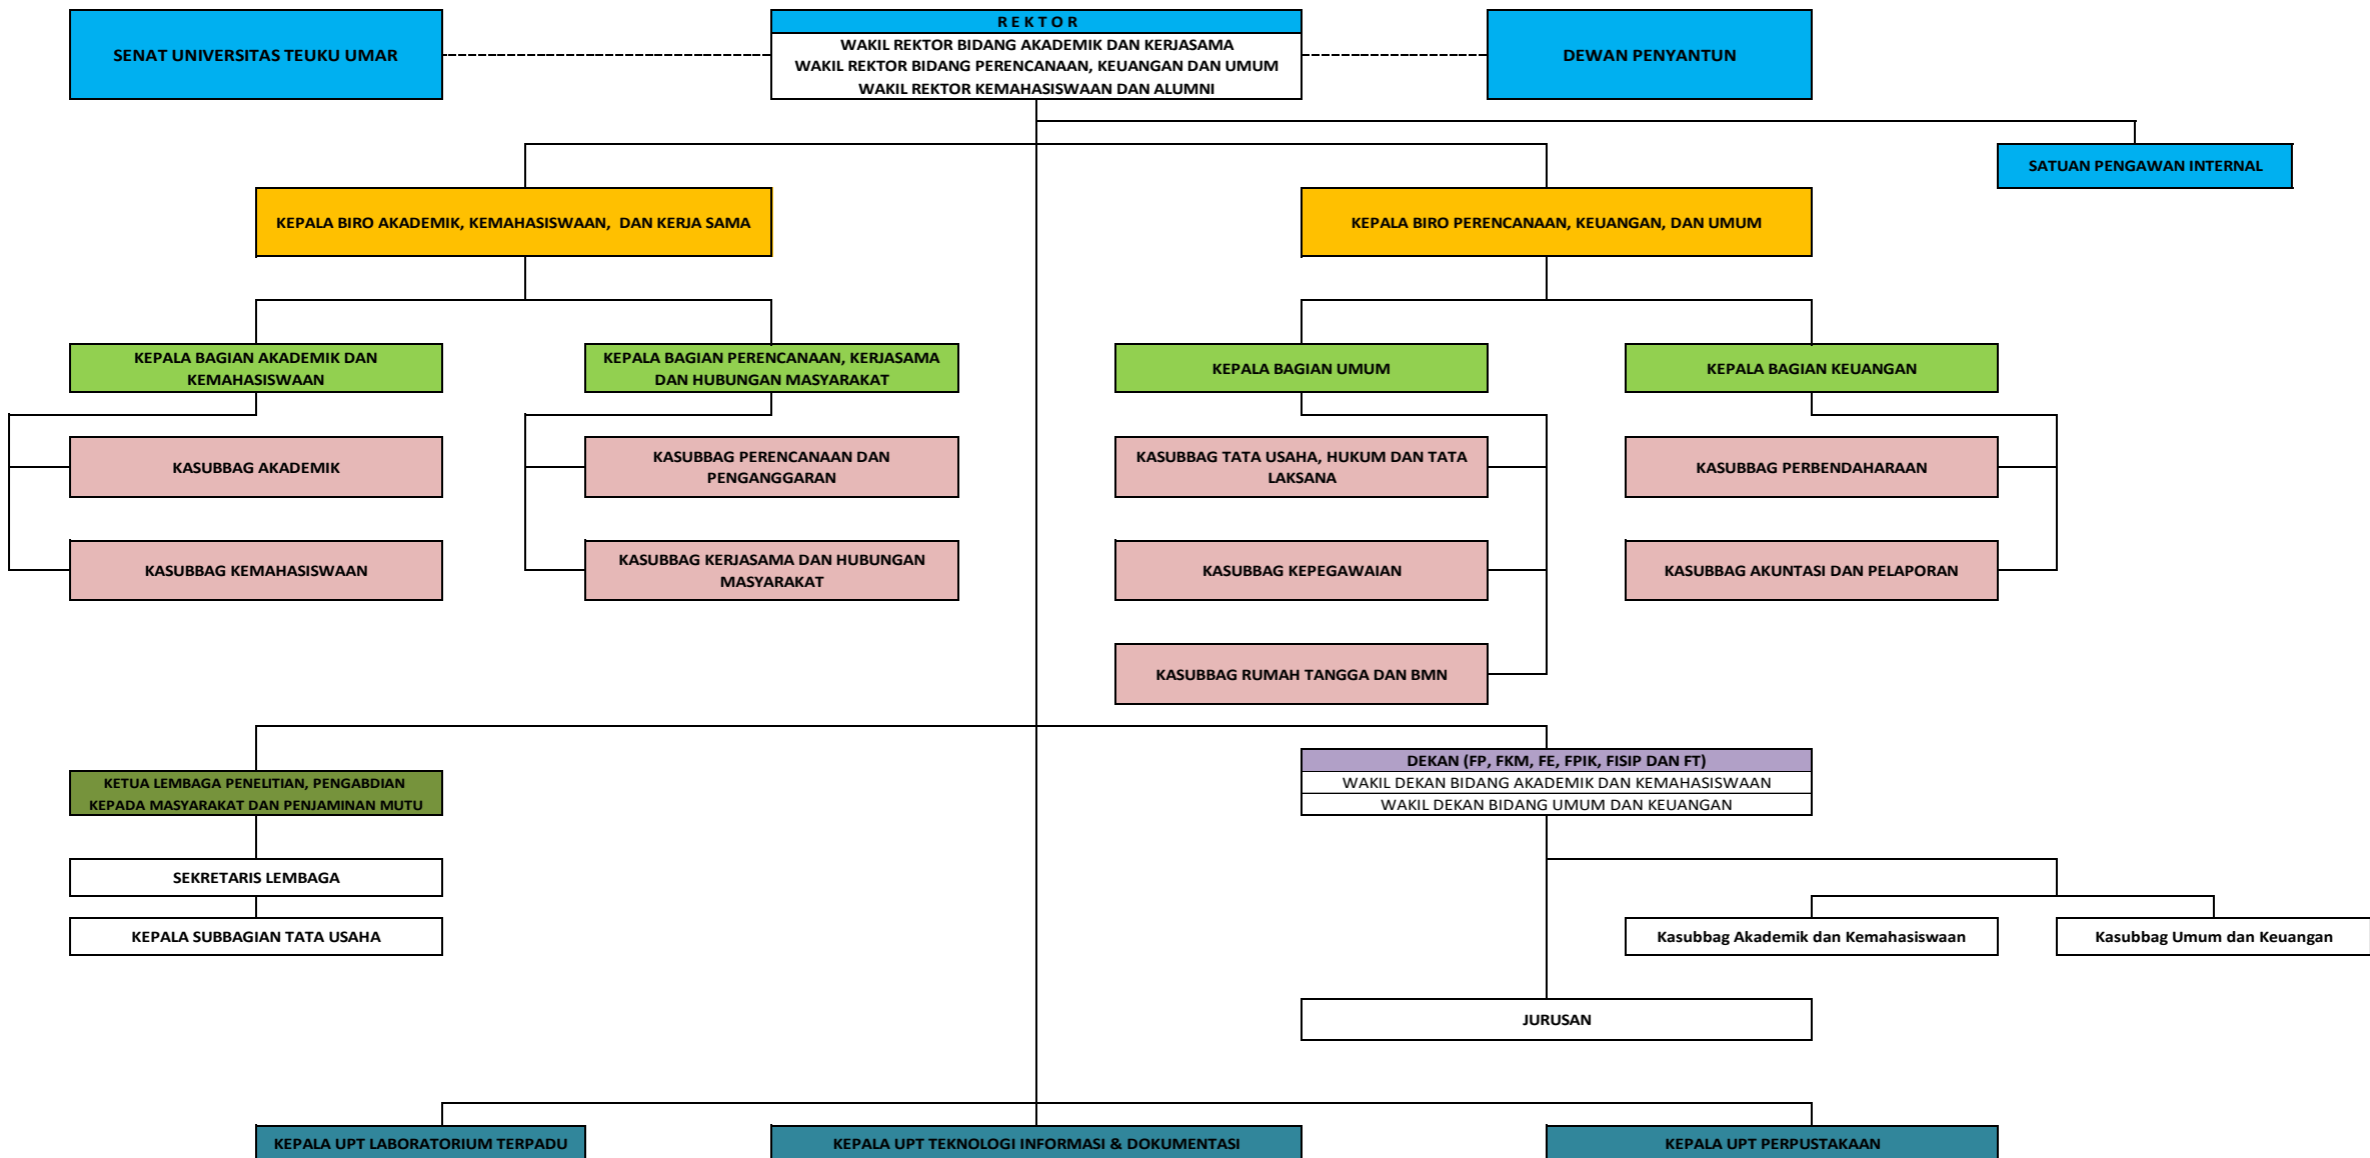 SENAT UNIVERSITAS TEUKU UMAR
R E K T O R
WAKIL REKTOR BIDANG AKADEMIK DAN KERJASAMA
WAKIL REKTOR BIDANG PERENCANAAN, KEUANGAN DAN UMUM
WAKIL REKTOR KEMAHASISWAAN DAN ALUMNI
DEWAN PENYANTUN
SATUAN PENGAWAN INTERNAL
KEPALA BIRO AKADEMIK, KEMAHASISWAAN, DAN KERJA SAMA
KEPALA BIRO PERENCANAAN, KEUANGAN, DAN UMUM
KEPALA BAGIAN AKADEMIK DAN
KEMAHASISWAAN
KEPALA BAGIAN PERENCANAAN, KERJASAMA
DAN HUBUNGAN MASYARAKAT
KEPALA BAGIAN UMUM
KEPALA BAGIAN KEUANGAN
KASUBBAG AKADEMIK
KASUBBAG PERENCANAAN DAN
PENGANGGARAN
KASUBBAG TATA USAHA, HUKUM DAN TATA
LAKSANA
KASUBBAG PERBENDAHARAAN
KASUBBAG KEMAHASISWAAN
KASUBBAG KERJASAMA DAN HUBUNGAN
MASYARAKAT
KASUBBAG KEPEGAWAIAN
KASUBBAG AKUNTASI DAN PELAPORAN
KASUBBAG RUMAH TANGGA DAN BMN
KETUA LEMBAGA PENELITIAN, PENGABDIAN
KEPADA MASYARAKAT DAN PENJAMINAN MUTU
DEKAN (FP, FKM, FE, FPIK, FISIP DAN FT)
WAKIL DEKAN BIDANG AKADEMIK DAN KEMAHASISWAAN
WAKIL DEKAN BIDANG UMUM DAN KEUANGAN
SEKRETARIS LEMBAGA
KEPALA SUBBAGIAN TATA USAHA
Kasubbag Akademik dan Kemahasiswaan
Kasubbag Umum dan Keuangan
JURUSAN
KEPALA UPT LABORATORIUM TERPADU
KEPALA UPT TEKNOLOGI INFORMASI & DOKUMENTASI
KEPALA UPT PERPUSTAKAAN